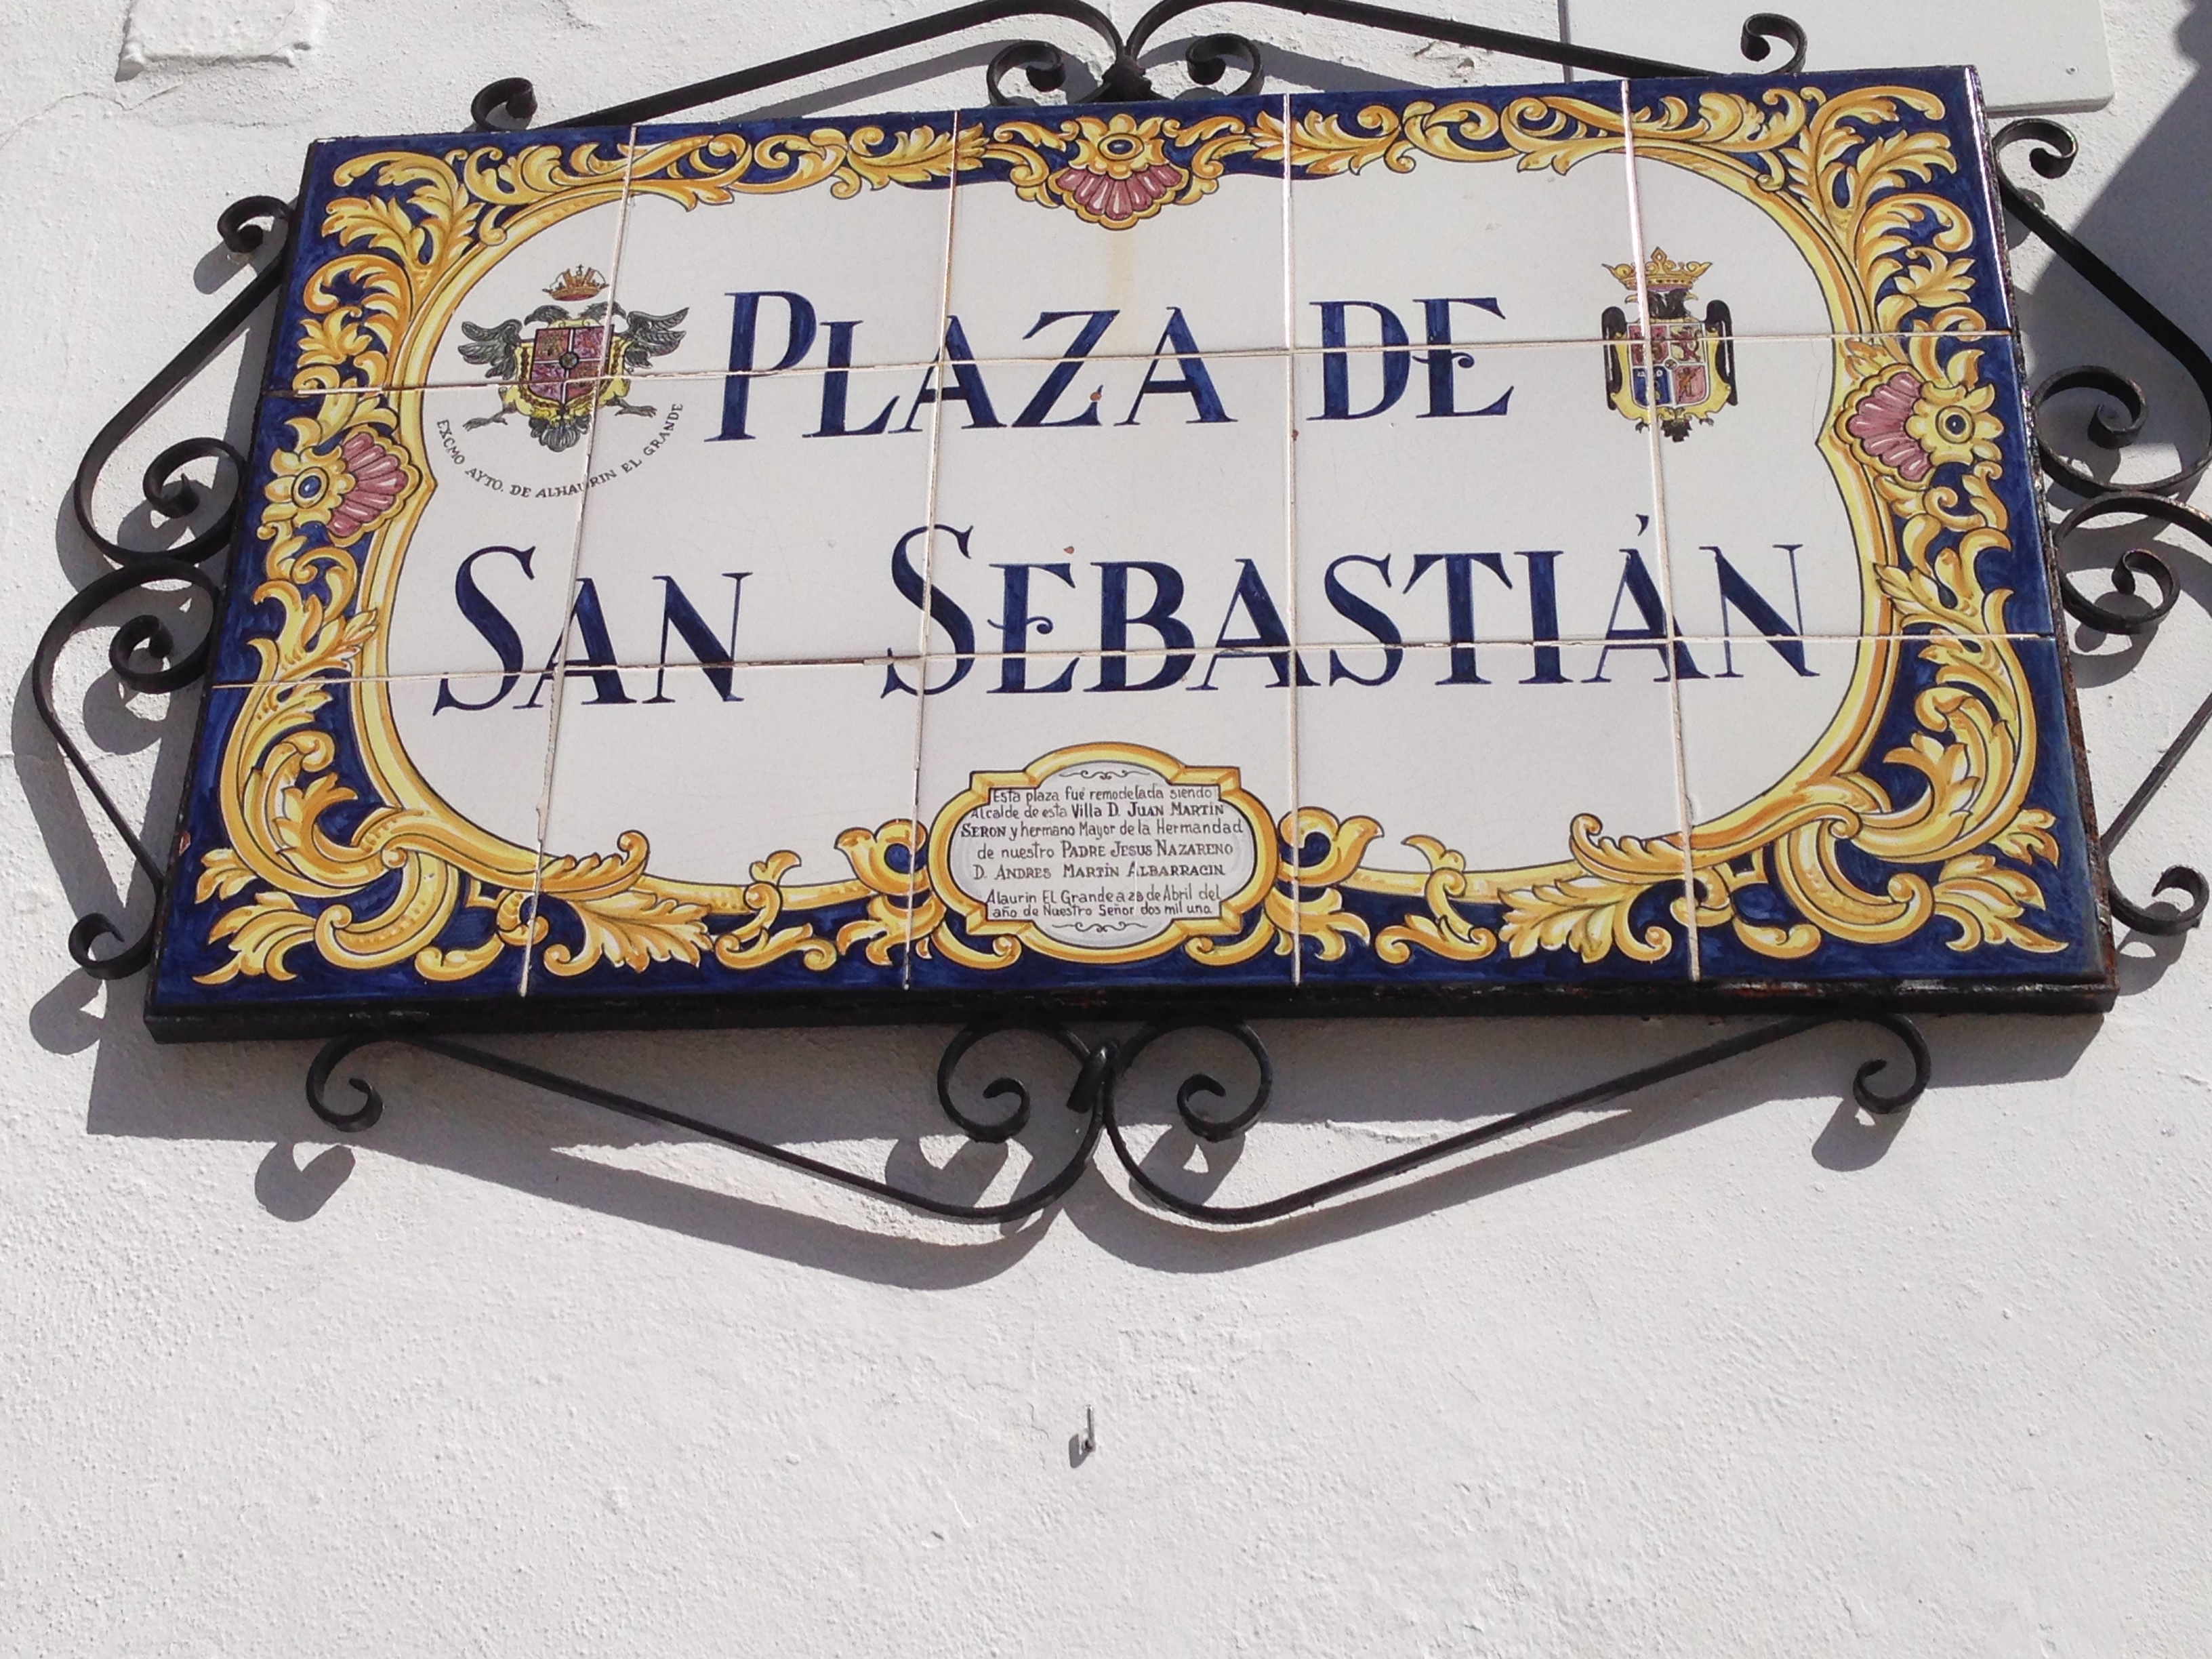 PLAZA DE
EXCMO AYTO. DE ALHAURIN EL GRANDE
SAN SEBASTIÁN
Esta plaza fué remodelada siendo
Alcalde de esta Villa D. JUAN MARTIN
SERON y hermano Mayor de la Hermandad
de nuestro PADRE JESUS NAZARENO
D. ANDRES MARTIN ALBARRACIN
Alaurin El Grande a 28 de Abril del
año de Nuestro Señor dos mil uno.